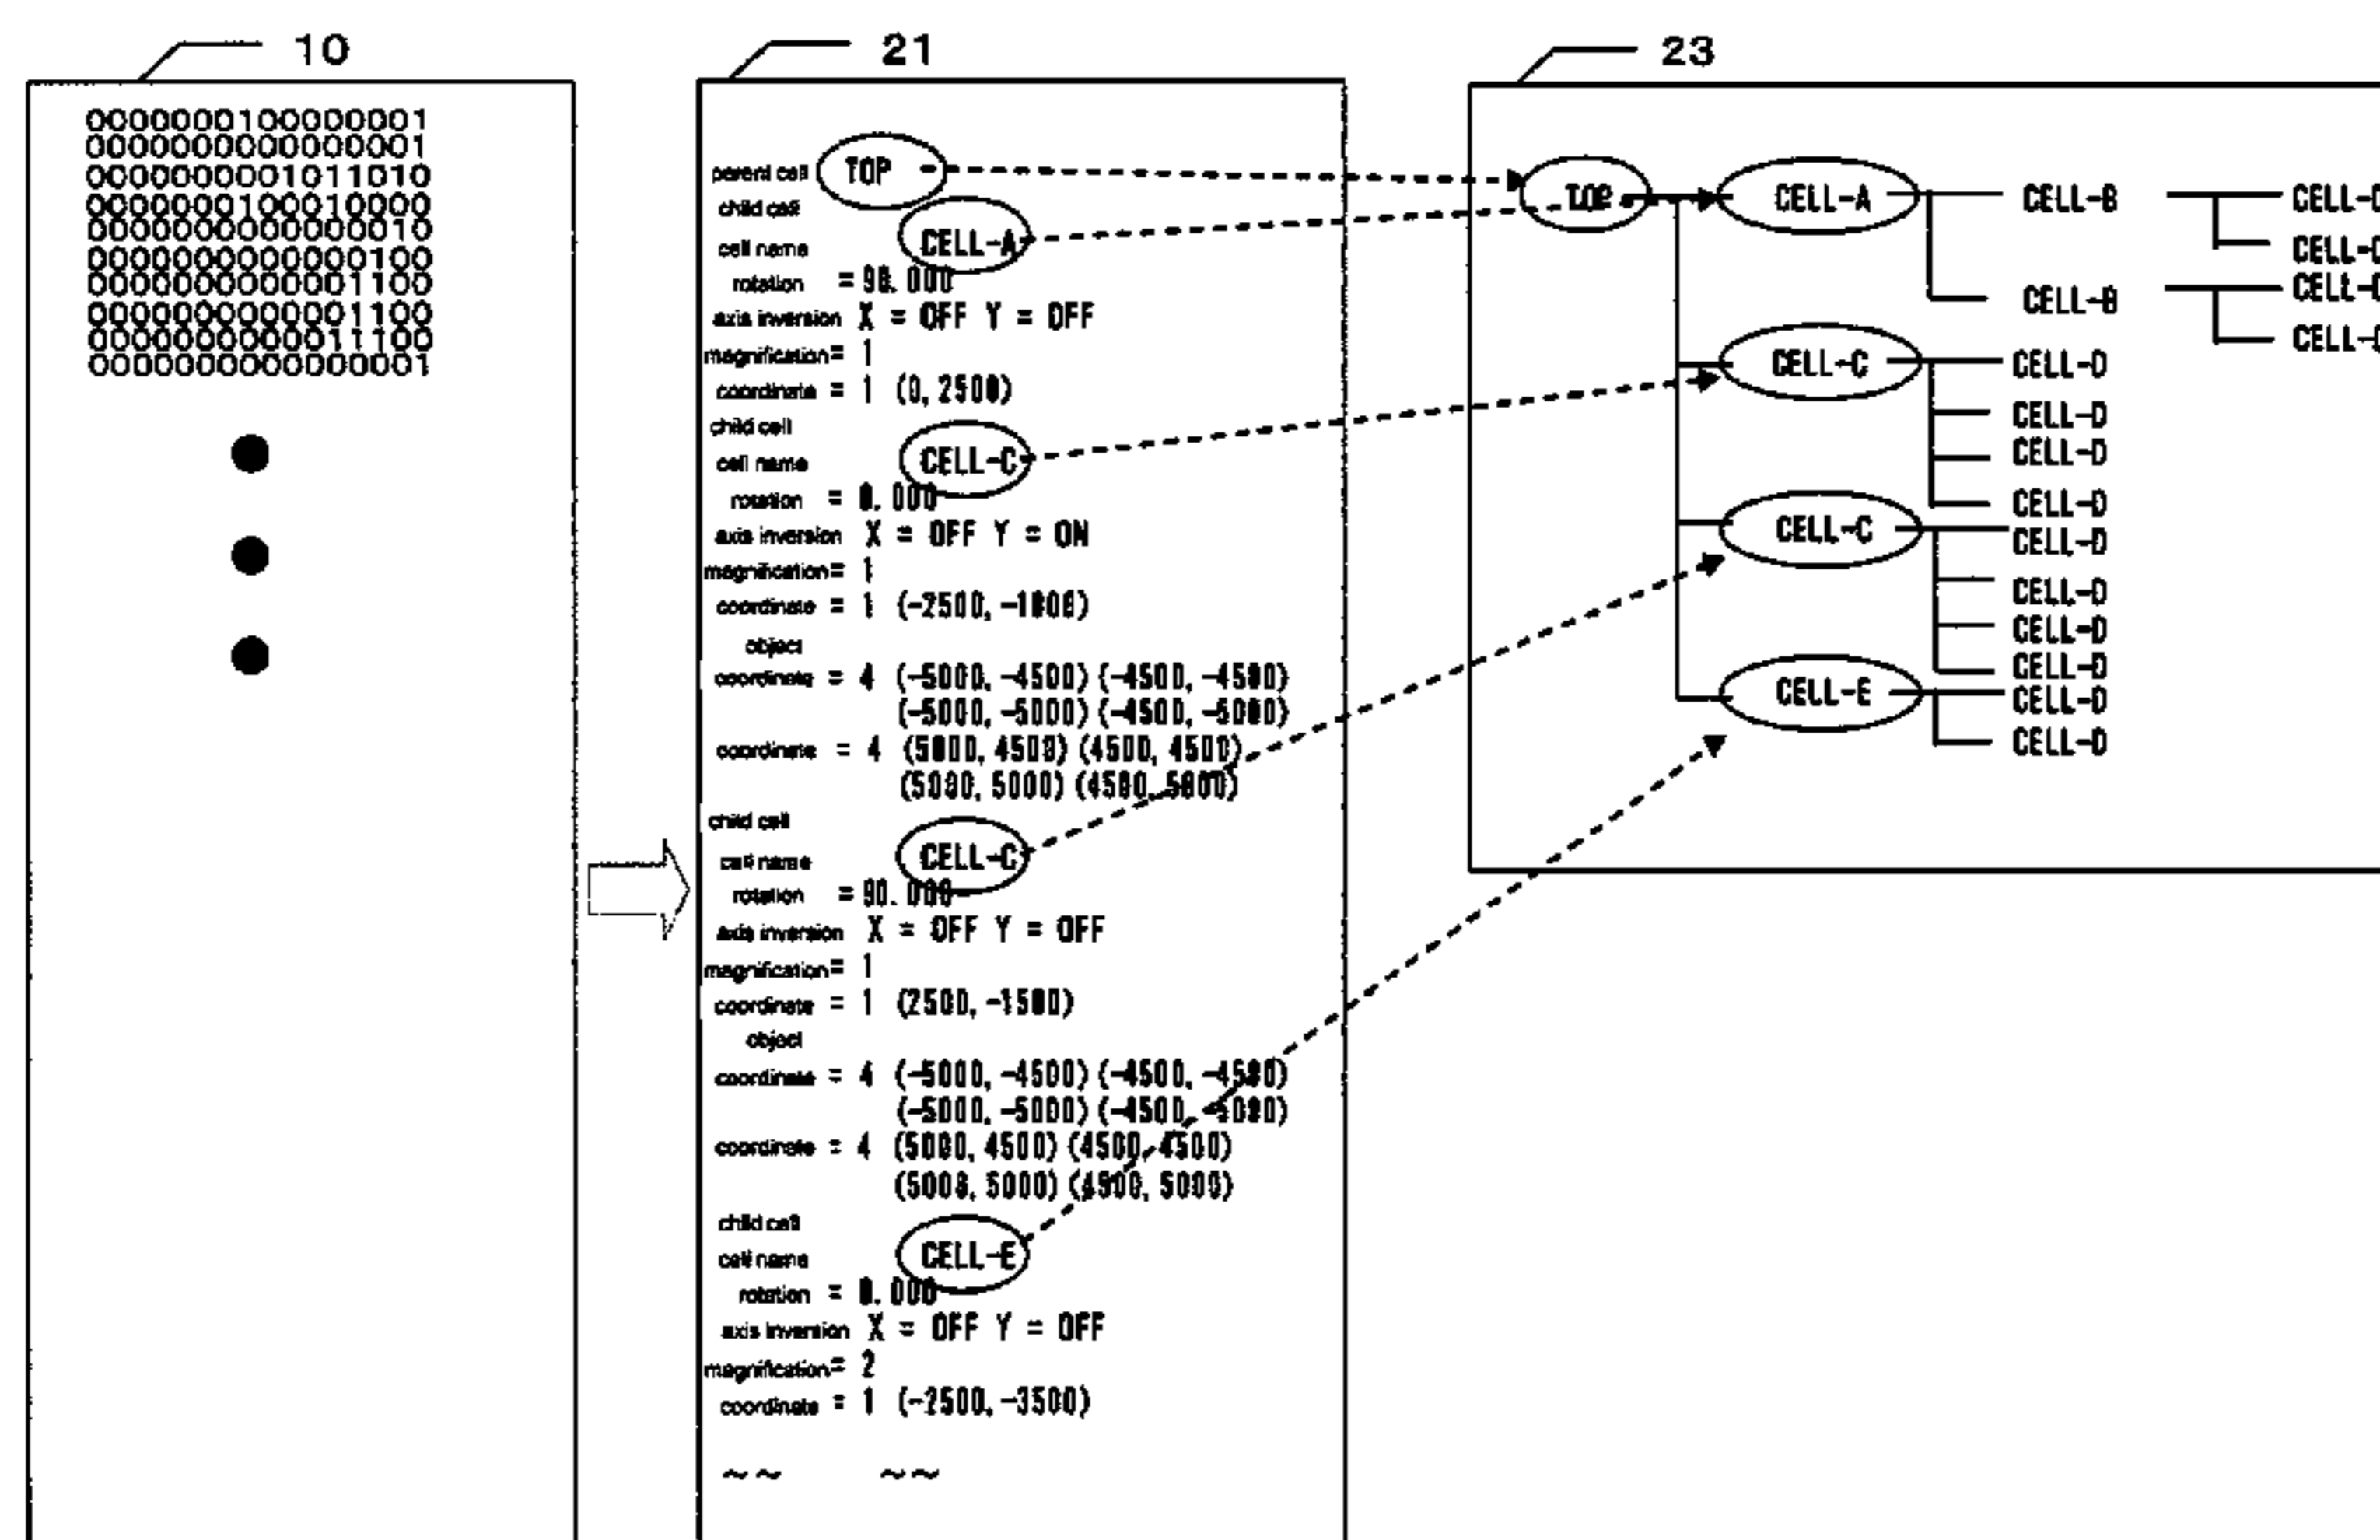 10
0000000100000001
0000000000000001
0000000001011010
0000000100010000
0000000000000010
0000000000000100
0000000000001100
0000000000001100
0000000000011100
0000000000000001
21
parent cell TOP
child cell
cell name CELL-A
rotation = 90.000
axis inversion X = OFF Y = OFF
magnification = 1
coordinate = 1 (0, 2500)
child cell
cell name CELL-C
rotation = 0.000
axis inversion X = OFF Y = ON
magnification = 1
coordinate = 1 (-2500, -1000)
object
coordinate = 4 (-5000, -4500) (-4500, -4500)
(-5000, -5000) (-4500, -5000)
coordinate = 4 (5000, 4500) (4500, 4500)
(5000, 5000) (4500, 5000)
child cell
cell name CELL-C
rotation = 90.000
axis inversion X = OFF Y = OFF
magnification = 1
coordinate = 1 (2500, -1500)
object
coordinate = 4 (-5000, -4500) (-4500, -4500)
(-5000, -5000) (-4500, -5000)
coordinate = 4 (5000, 4500) (4500, 4500)
(5000, 5000) (4500, 5000)
child cell
cell name CELL-E
rotation = 0.000
axis invention X = OFF Y = OFF
magnification = 2
coordinate = 1 (-2500, -3500)
~~ ~~
23
TOP CELL-A CELL-B CELL-
CELL-
CELL-B CELL-
CELL-
CELL-C CELL-D
CELL-D
CELL-D
CELL-D
CELL-C CELL-D
CELL-D
CELL-D
CELL-D
CELL-E CELL-D
CELL-D